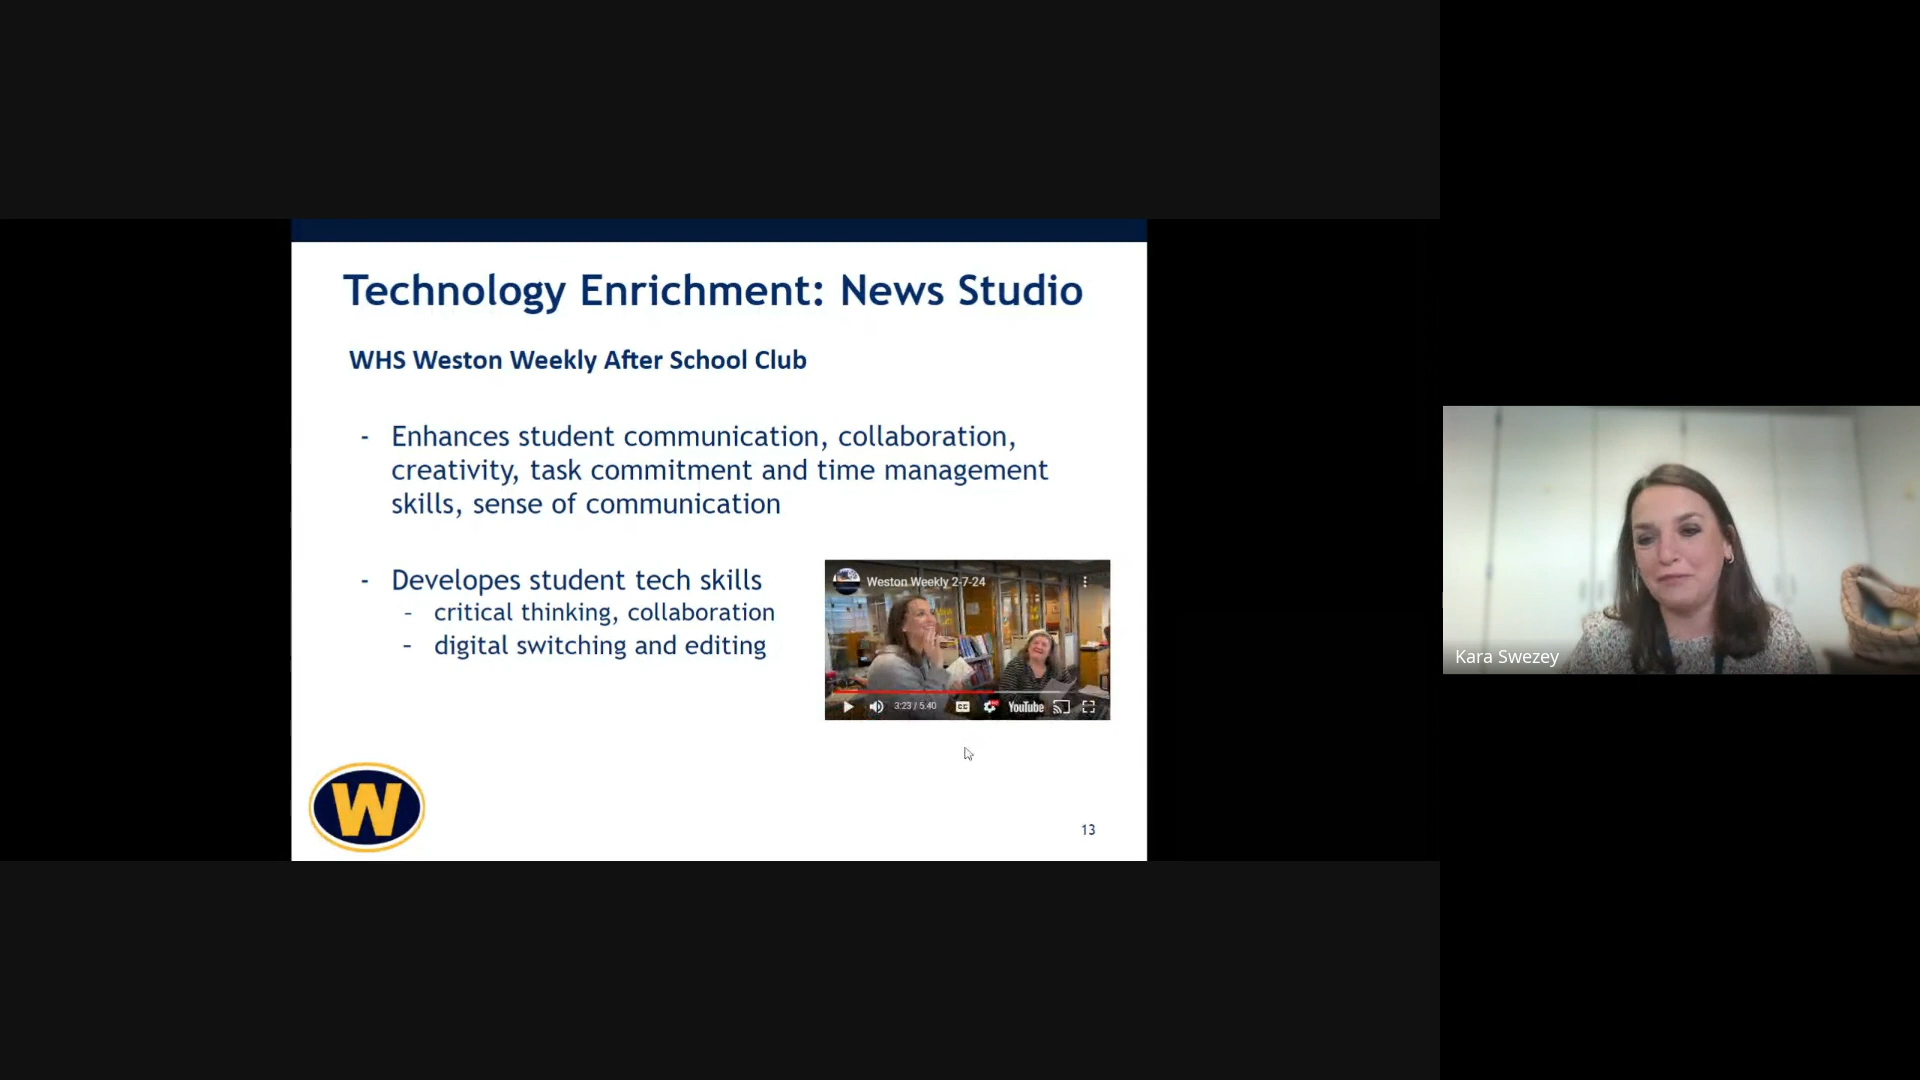 Technology Enrichment: News Studio
WHS Weston Weekly After School Club
- Enhances student communication, collaboration,
creativity, task commitment and time management
skills, sense of communication
- Developes student tech skills
- critical thinking, collaboration
- digital switching and editing
Weston Weekly 2-7-24
3:23 / 5:40
CC
YouTube
W
13
Kara Swezey